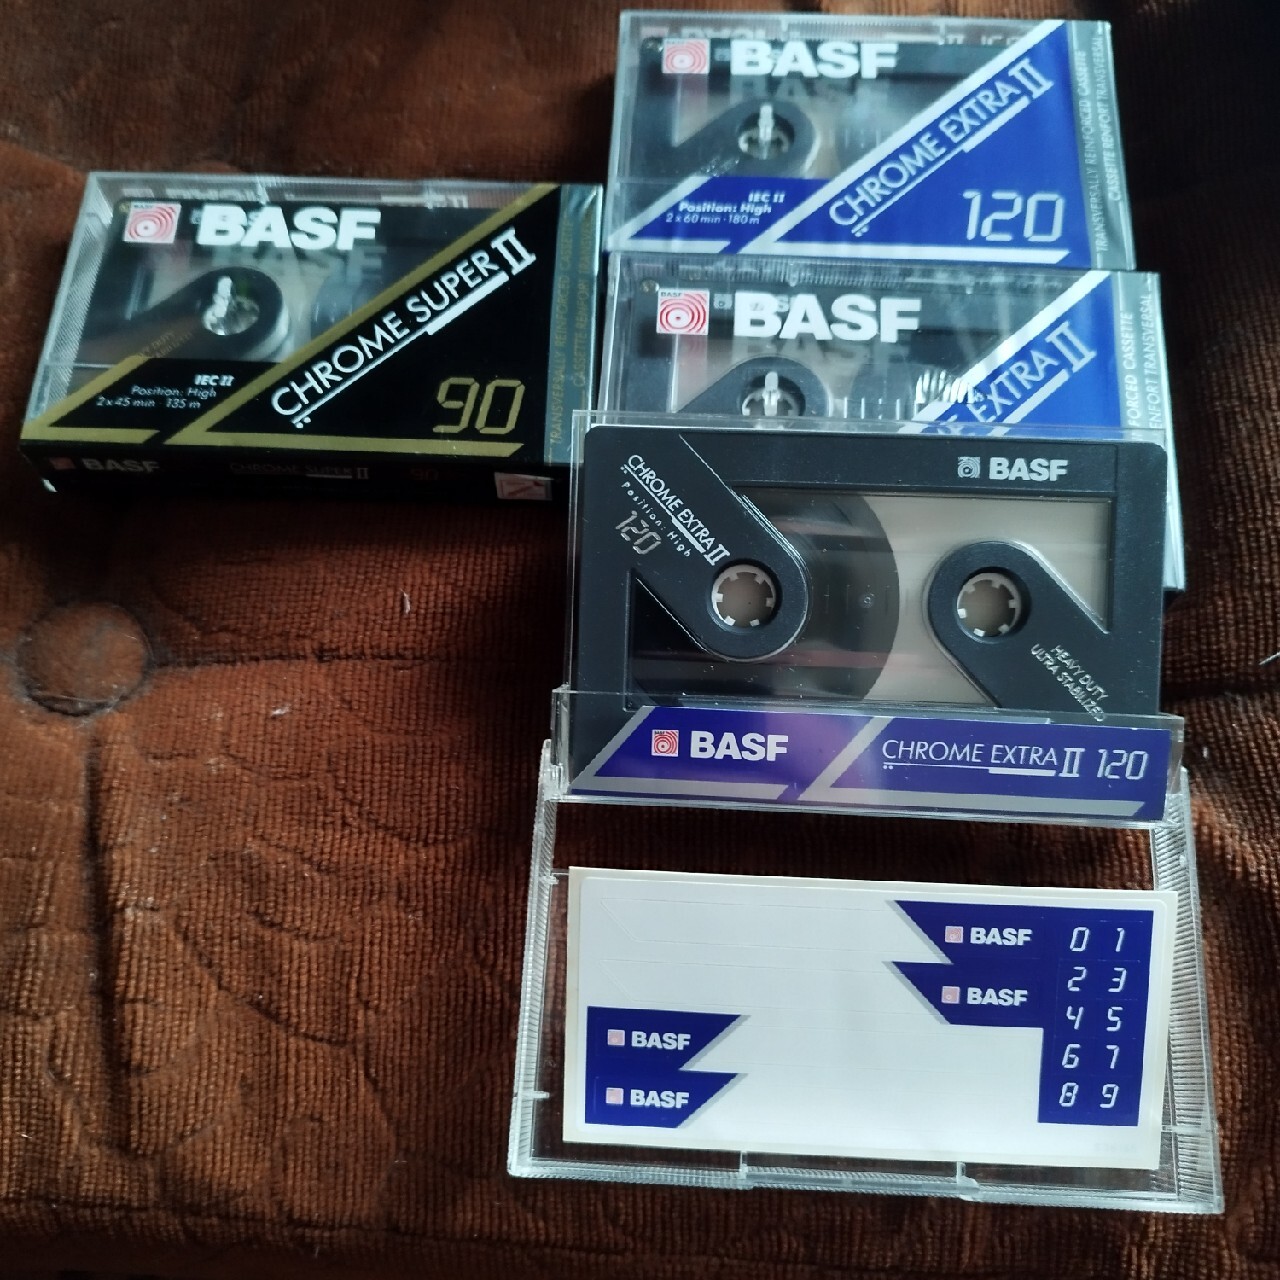 BASF
CHROME EXTRA II
120
IEC II
Position: High
2 x 60 min · 180 m
TRANSVERSALLY REINFORCED CASSETTE
CASSETTE RENFORT TRANSVERSAL
BASF
CHROME SUPER II
90
IEC II
Position: High
2 x 45 min · 135 m
TRANSVERSALLY REINFORCED CASSETTE
CASSETTE RENFORT TRANSVERSAL
BASF
CHROME SUPER II
90
BASF
EXTRA II
FORCED CASSETTE
ENFORT TRANSVERSAL
CHROME EXTRA II
Position: High
120
BASF
HEAVY DUTY
ULTRA STABILIZED
BASF
CHROME EXTRA II 120
BASF
0 1
BASF
2 3
4 5
BASF
6 7
BASF
8 9